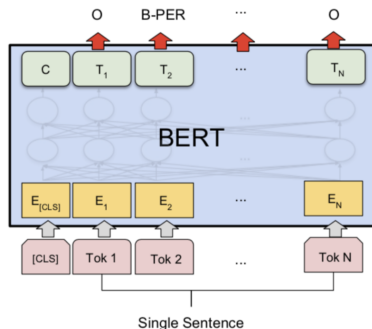 O B-PER ... O
C T1 T2 ... TN
BERT
E[CLS] E1 E2 ... EN
[CLS] Tok 1 Tok 2 ... Tok N
Single Sentence